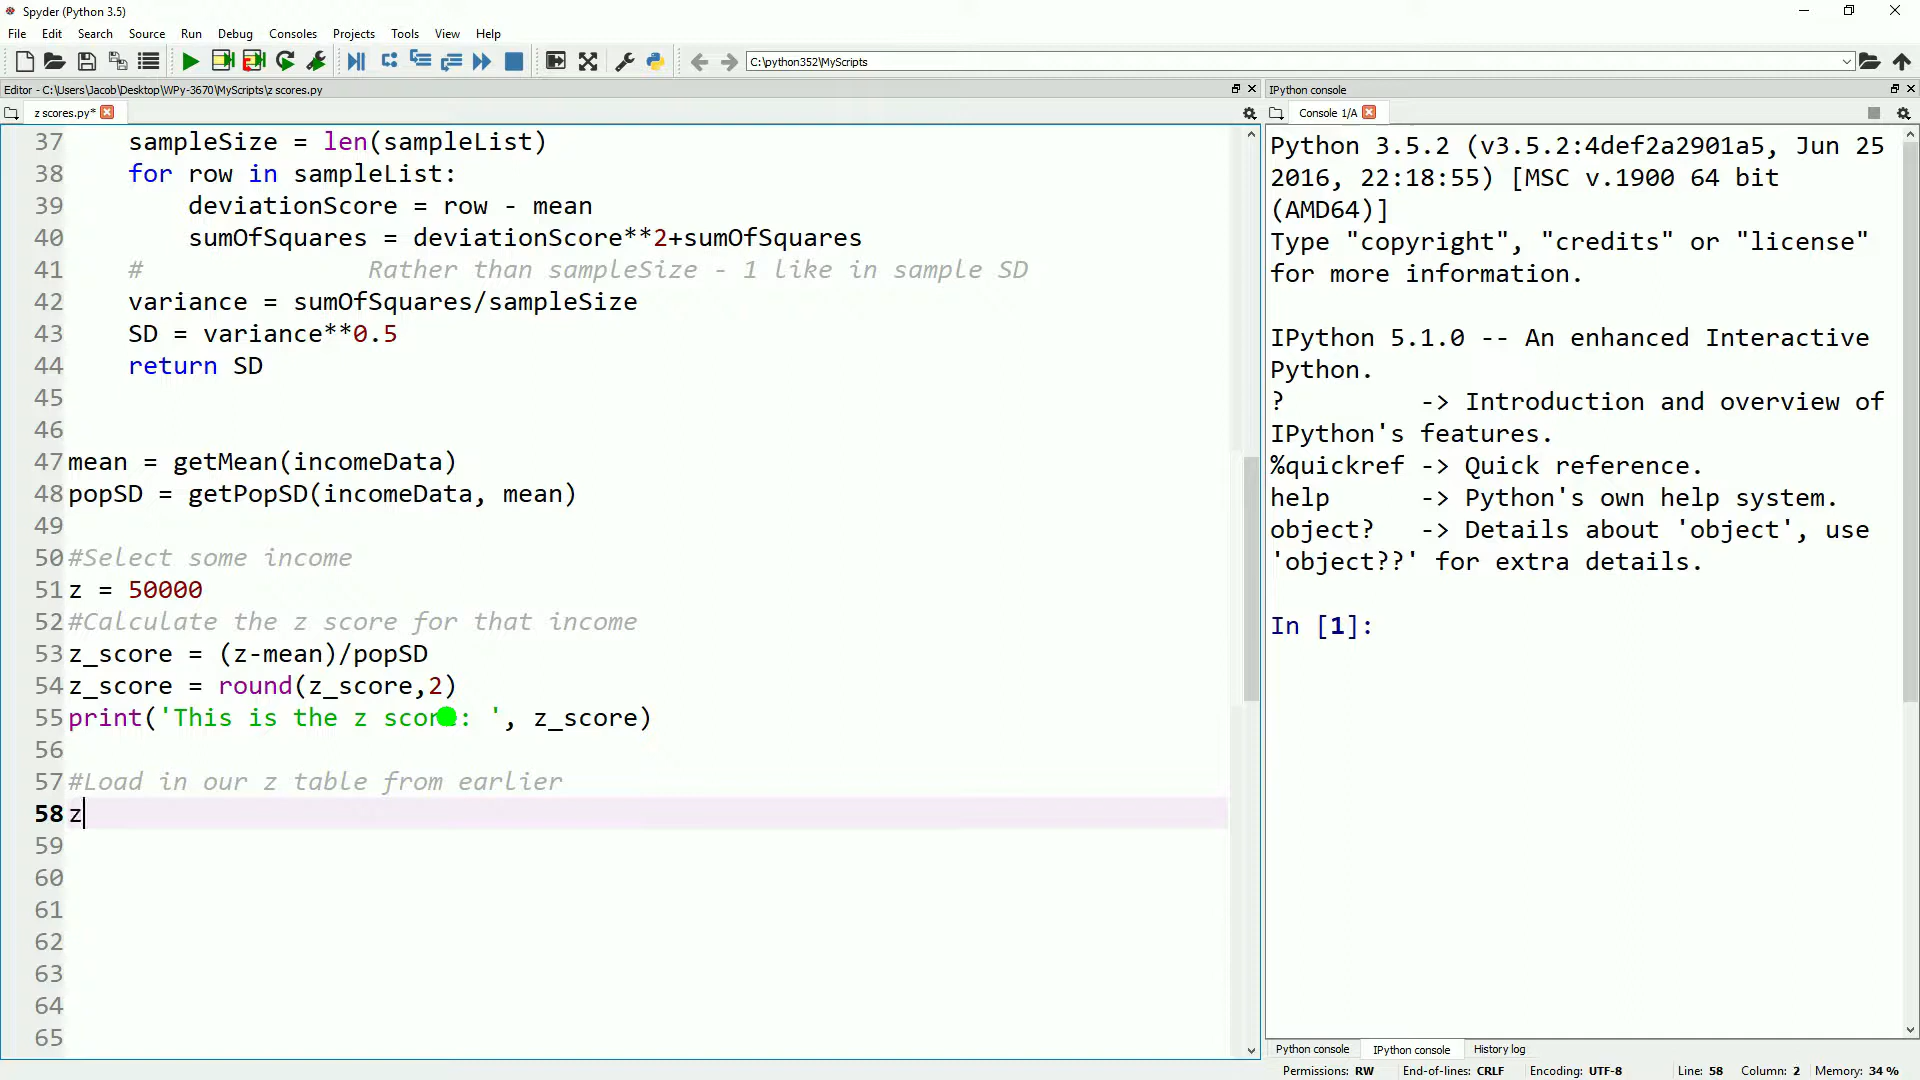 Spyder (Python 3.5)
File Edit Search Source Run Debug Consoles Projects Tools View Help
C:\python352\MyScripts
Editor - C:\Users\Jacob\Desktop\WPy-3670\MyScripts\z scores.py
z scores.py*
37 sampleSize = len(sampleList)
38 for row in sampleList:
39 deviationScore = row - mean
40 sumOfSquares = deviationScore**2+sumOfSquares
41 # Rather than sampleSize - 1 like in sample SD
42 variance = sumOfSquares/sampleSize
43 SD = variance**0.5
44 return SD
45
46
47 mean = getMean(incomeData)
48 popSD = getPopSD(incomeData, mean)
49
50 #Select some income
51 z = 50000
52 #Calculate the z score for that income
53 z_score = (z-mean)/popSD
54 z_score = round(z_score,2)
55 print('This is the z score: ', z_score)
56
57 #Load in our z table from earlier
58 z
59
60
61
62
63
64
65
IPython console
Console 1/A
Python 3.5.2 (v3.5.2:4def2a2901a5, Jun 25
2016, 22:18:55) [MSC v.1900 64 bit
(AMD64)]
Type "copyright", "credits" or "license"
for more information.
IPython 5.1.0 -- An enhanced Interactive
Python.
? -> Introduction and overview of
IPython's features.
%quickref -> Quick reference.
help -> Python's own help system.
object? -> Details about 'object', use
'object??' for extra details.
In [1]:
Python console IPython console History log
Permissions: RW End-of-lines: CRLF Encoding: UTF-8 Line: 58 Column: 2 Memory: 34 %